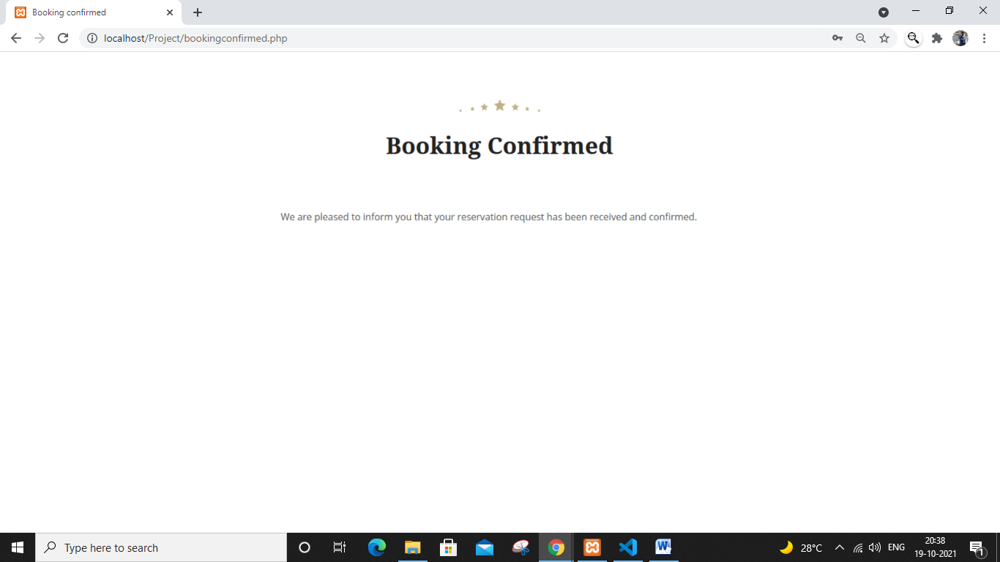 Booking confirmed
localhost/Project/bookingconfirmed.php
Booking Confirmed
We are pleased to inform you that your reservation request has been received and confirmed.
Type here to search
28°C
ENG
20:38
19-10-2021
1